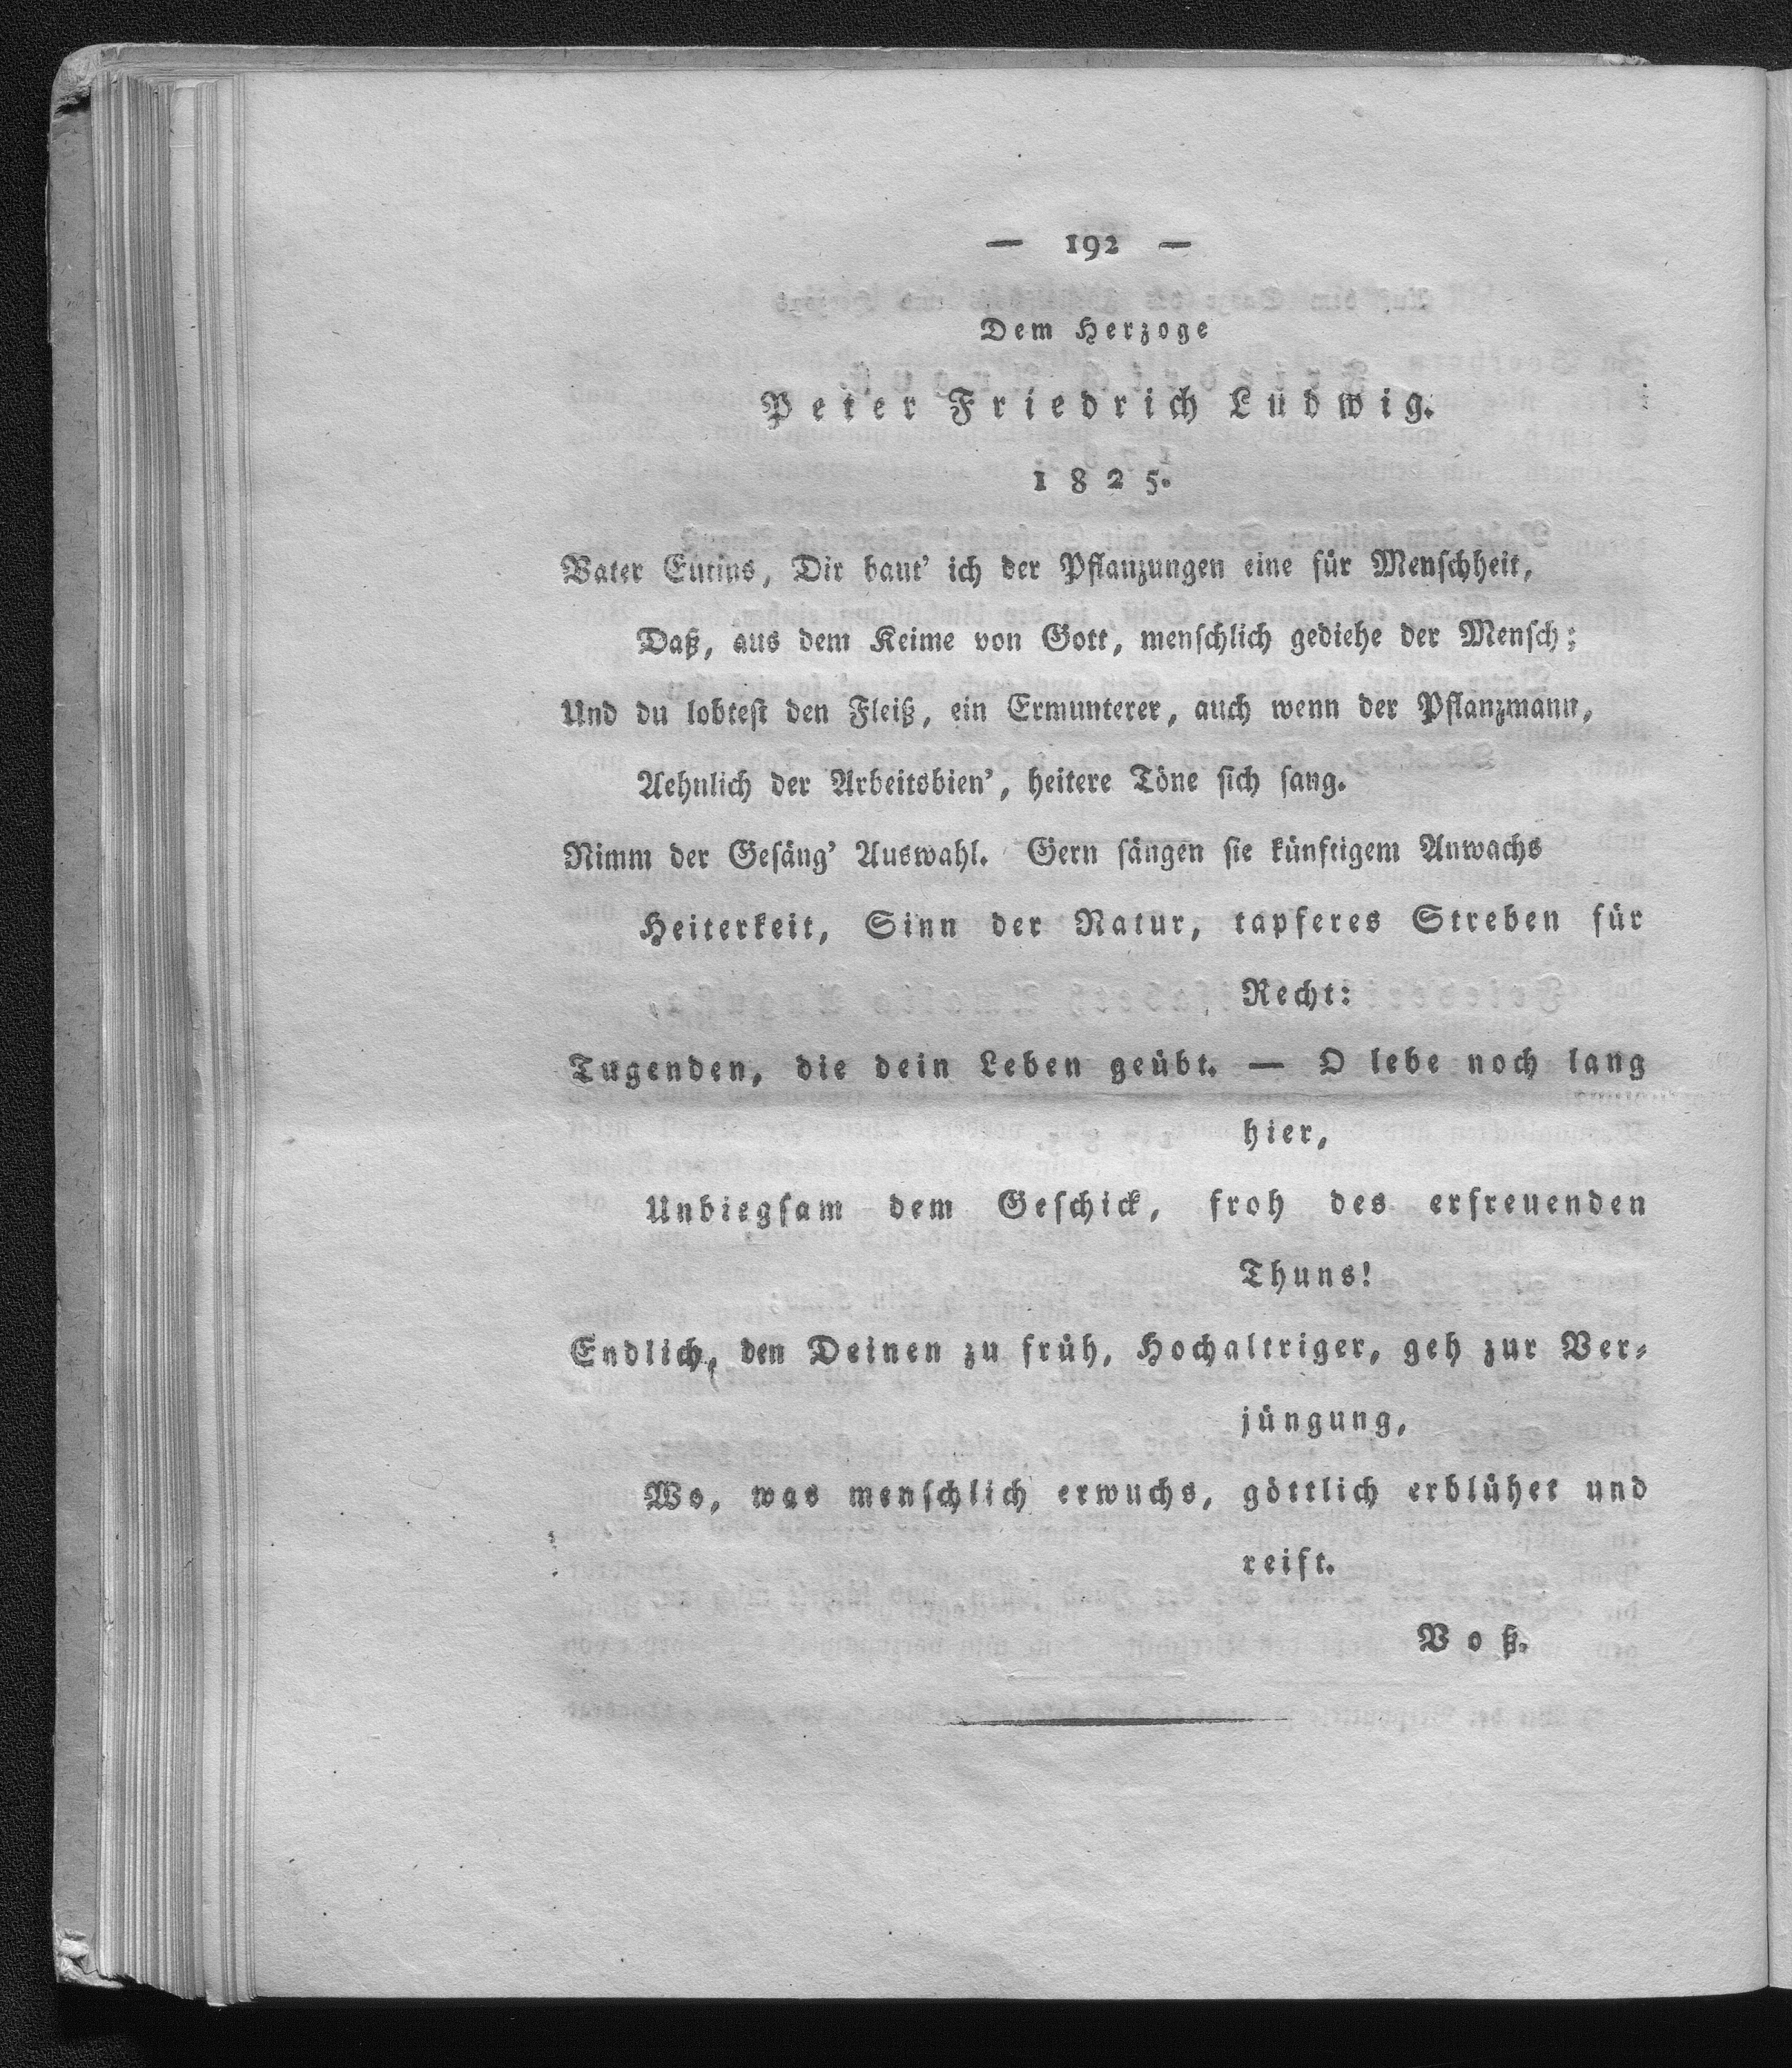 — 192 —
Dem Herzoge
Peter Friedrich Ludwig.
1825.
Vater Eutins, Dir baut' ich der Pflanzungen eine für Menschheit,
Daß, aus dem Keime von Gott, menschlich gediehe der Mensch;
Und du lobtest den Fleiß, ein Ermunterer, auch wenn der Pflanzmann,
Aehnlich der Arbeitsbien', heitere Töne sich sang.
Nimm der Gesäng' Auswahl. Gern sängen sie künftigem Anwachs
Heiterkeit, Sinn der Natur, tapferes Streben für
Recht:
Tugenden, die dein Leben geübt. — O lebe noch lang
hier,
Unbiegsam dem Geschick, froh des erfreuenden
Thuns!
Endlich, den Deinen zu früh, Hochaltriger, geh zur Ver-
jüngung,
Wo, was menschlich erwuchs, göttlich erblühet und
reift.
Voß.